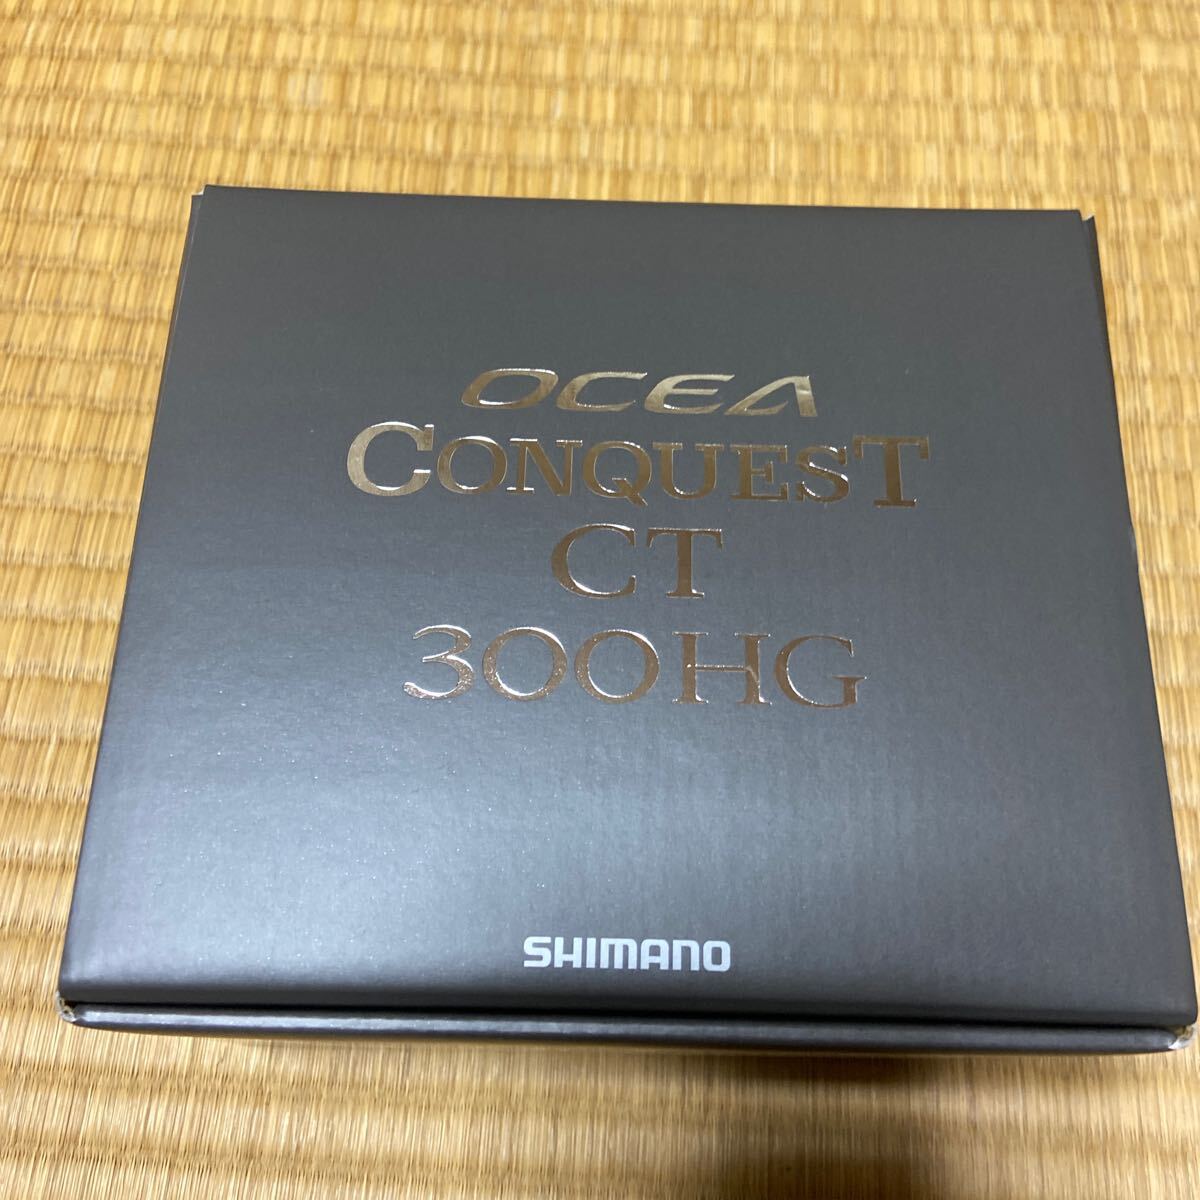 OCEA
CONQUEST
CT
300HG
SHIMANO